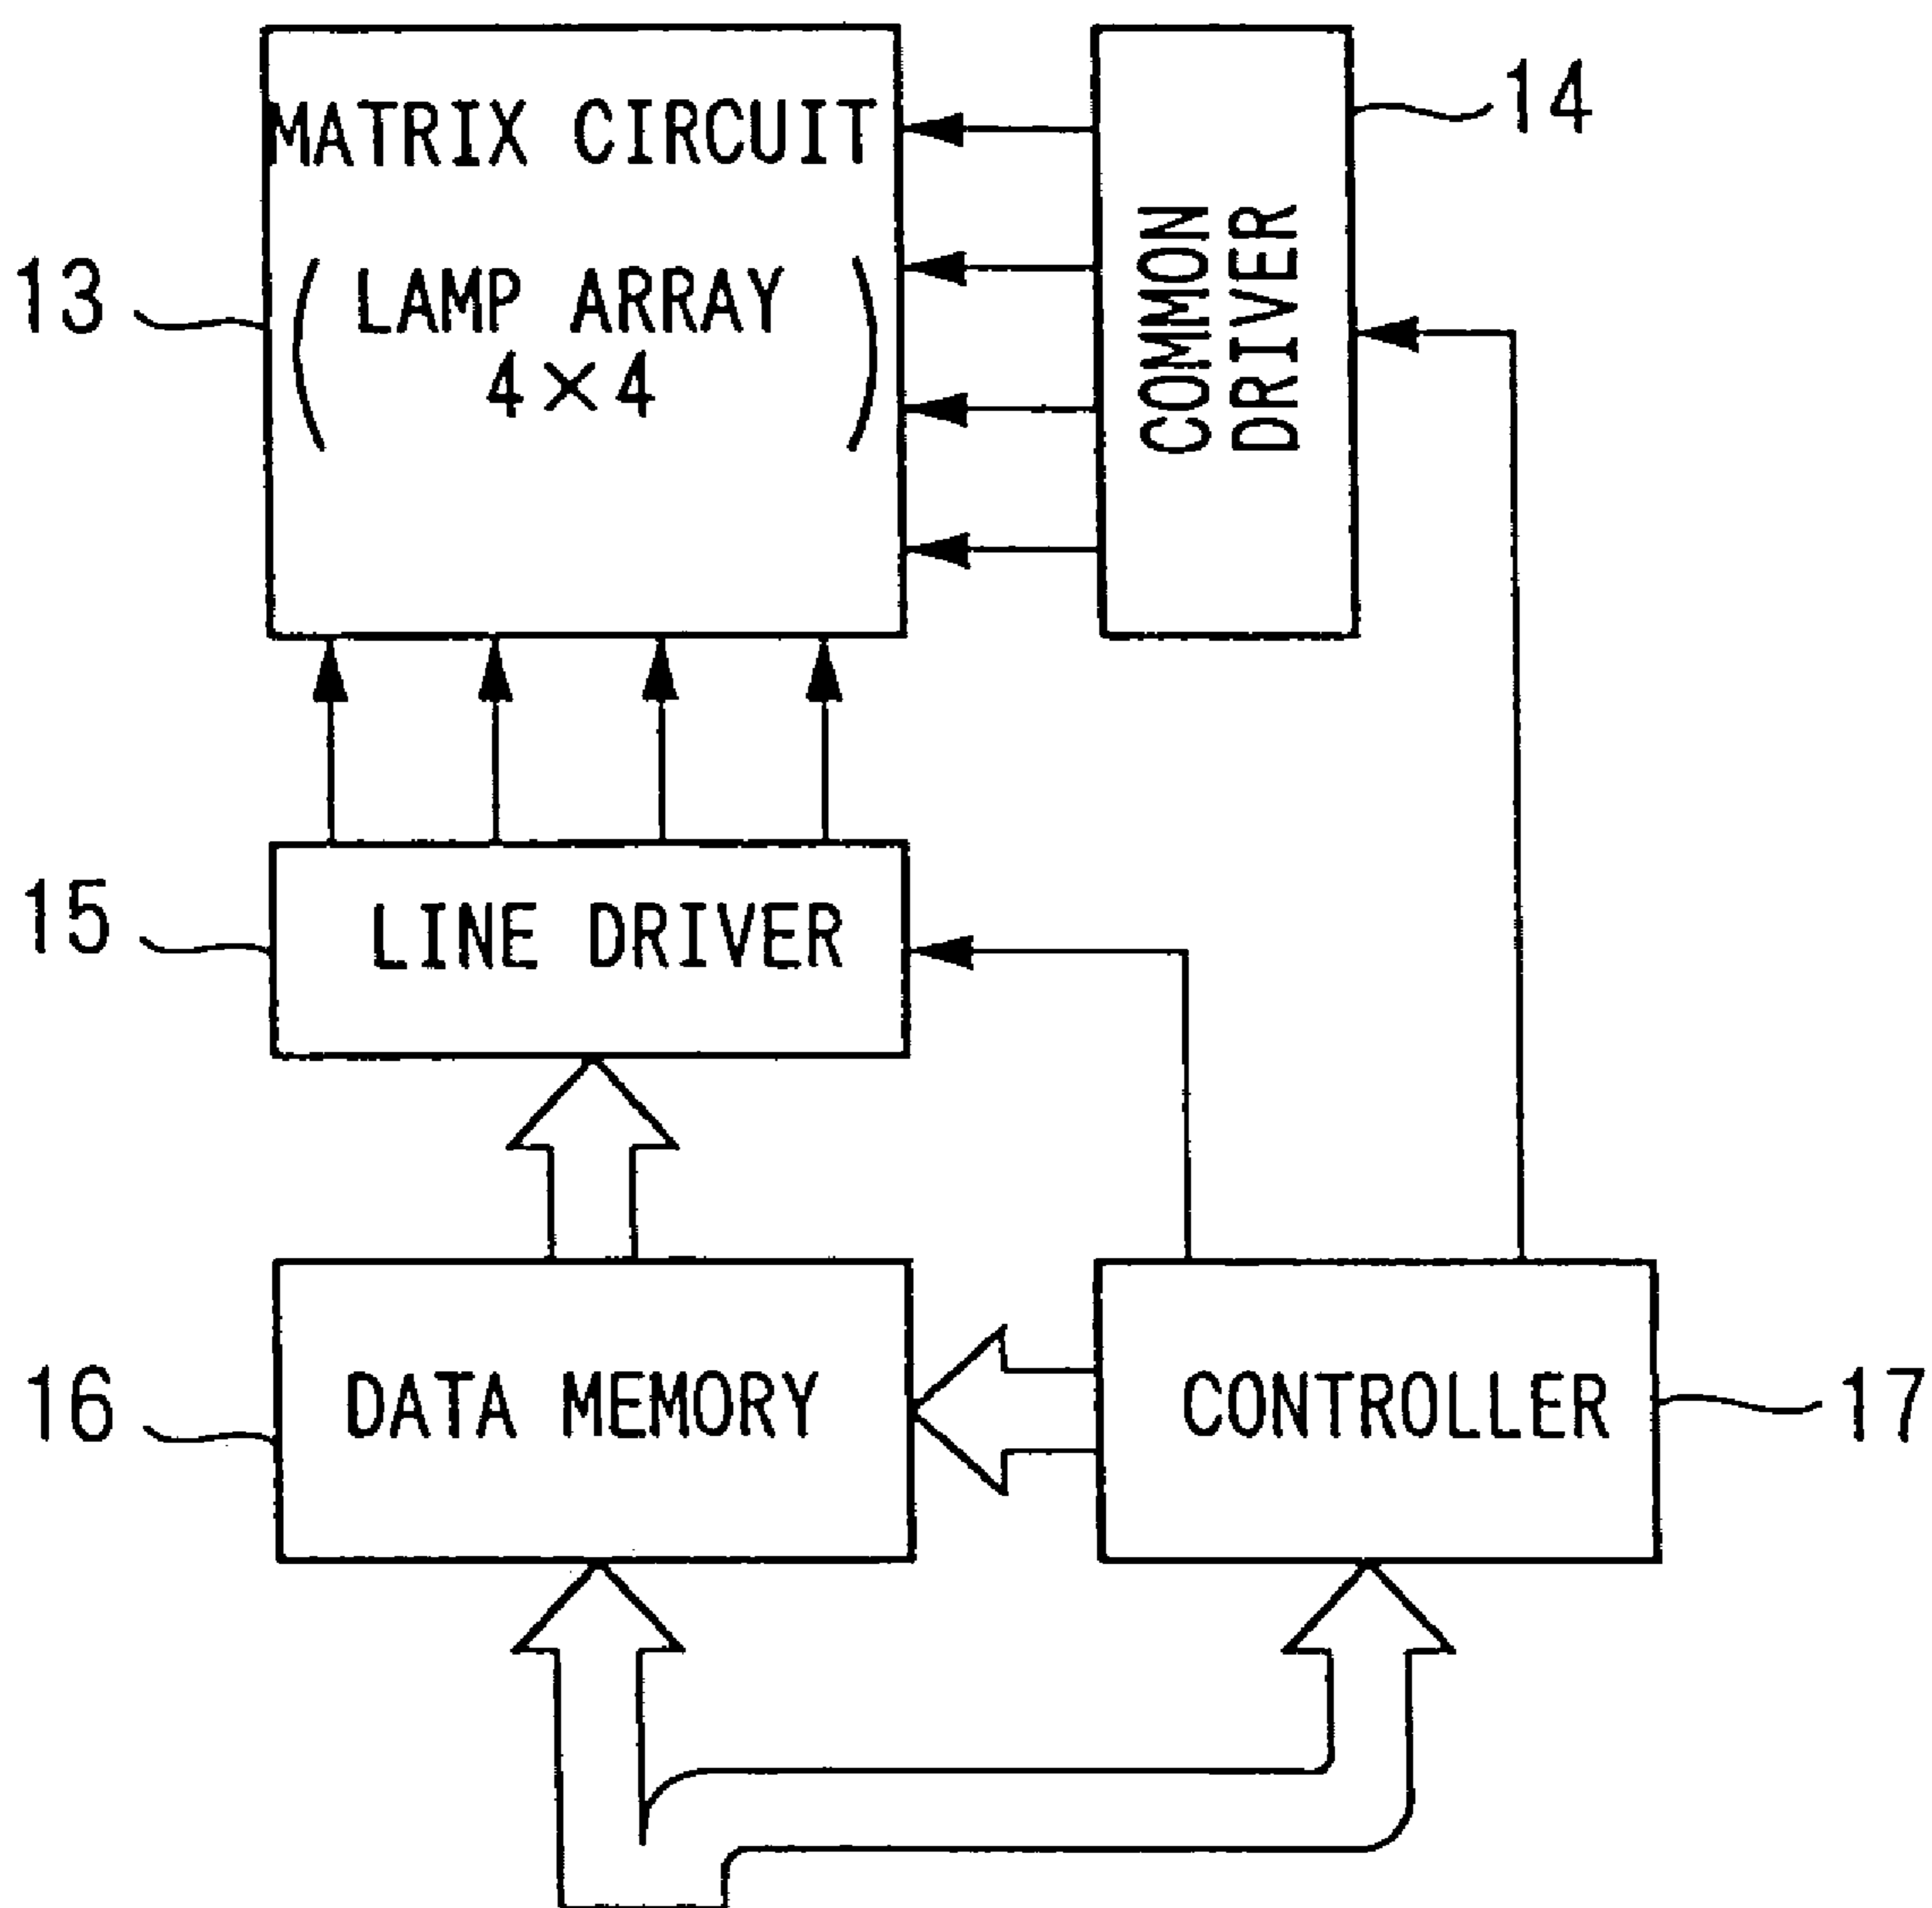 MATRIX CIRCUIT
LAMP ARRAY
4×4
13
COMMON
DRIVER
14
15
LINE DRIVER
16
DATA MEMORY
CONTROLLER
17